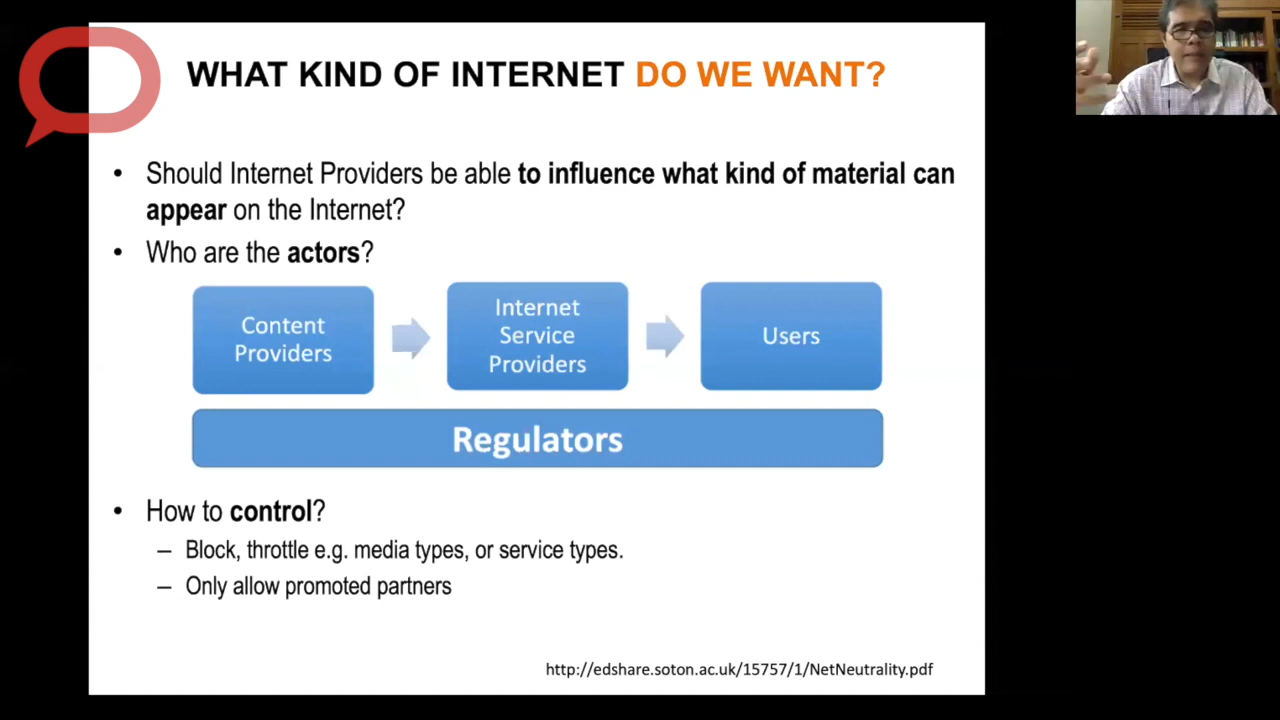 WHAT KIND OF INTERNET DO WE WANT?
• Should Internet Providers be able to influence what kind of material can
appear on the Internet?
• Who are the actors?
Content
Providers
Internet
Service
Providers
Users
Regulators
• How to control?
– Block, throttle e.g. media types, or service types.
– Only allow promoted partners
http://edshare.soton.ac.uk/15757/1/NetNeutrality.pdf